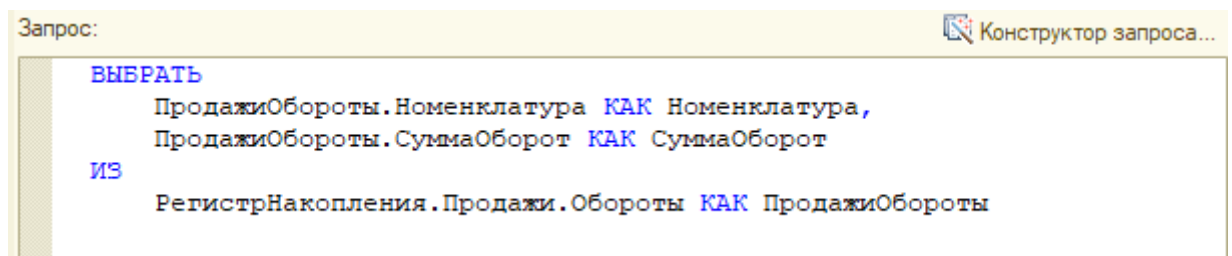 Запрос:
Конструктор запроса...
ВЫБРАТЬ
ПродажиОбороты.Номенклатура КАК Номенклатура,
ПродажиОбороты.СуммаОборот КАК СуммаОборот
ИЗ
РегистрНакопления.Продажи.Обороты КАК ПродажиОбороты